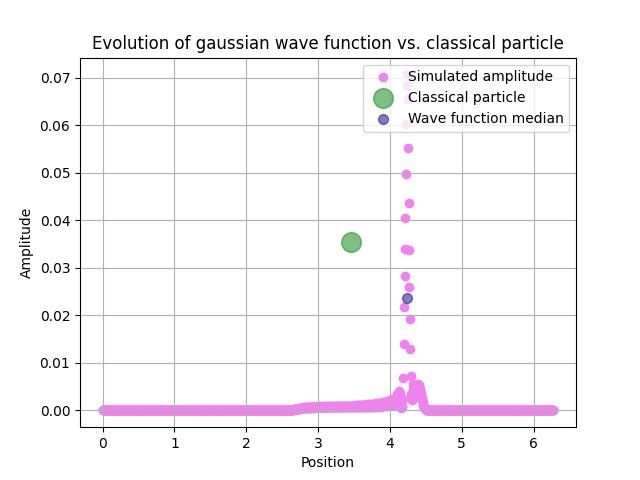 Evolution of gaussian wave function vs. classical particle
Simulated amplitude
Classical particle
Wave function median
Amplitude
0.07
0.06
0.05
0.04
0.03
0.02
0.01
0.00
0 1 2 3 4 5 6
Position